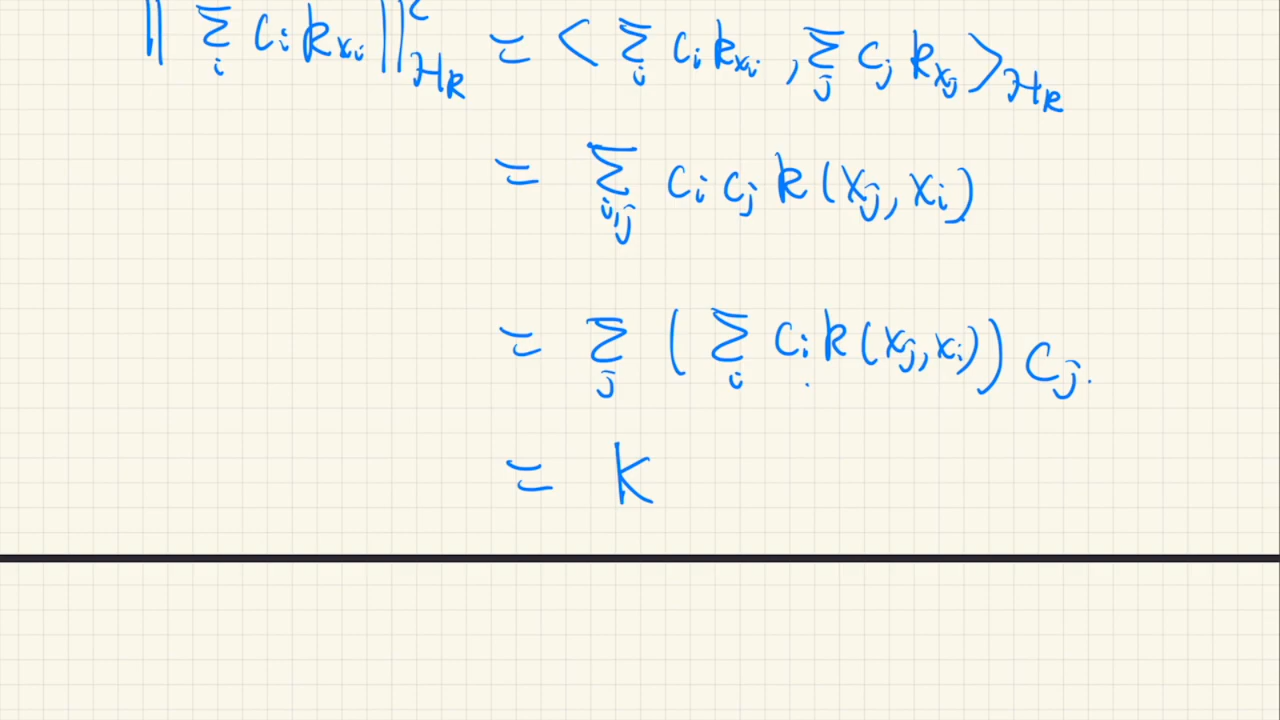 ‖ Σ_i c_i k_{x_i} ‖²_{H_k} = < Σ_i c_i k_{x_i} , Σ_j c_j k_{x_j} >_{H_k}
= Σ_{i,j} c_i c_j k(x_j, x_i)
= Σ_j ( Σ_i c_i k(x_j, x_i) ) c_j .
= K